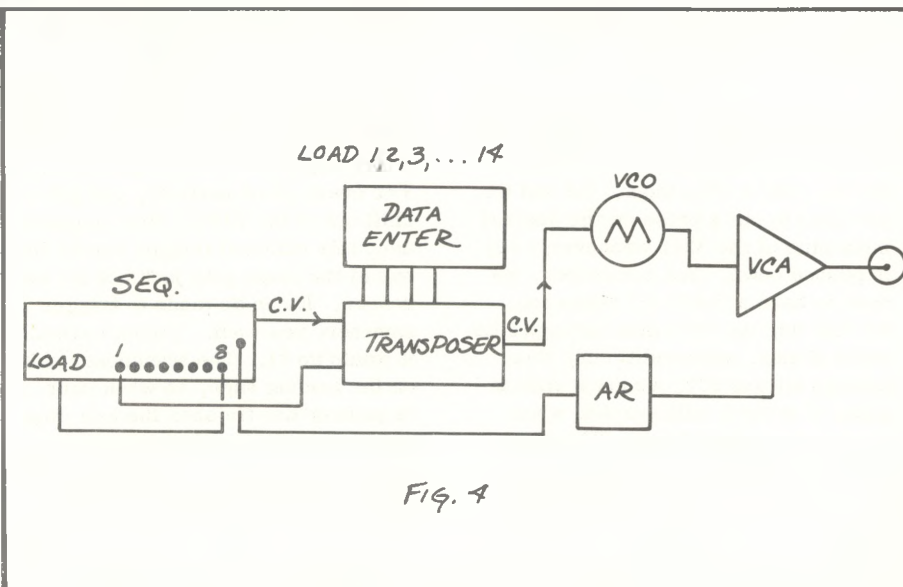 LOAD 1,2,3,... 14
DATA
ENTER
VCO
VCA
SEQ.
C.V.
LOAD
1
8
TRANSPOSER
C.V.
AR
FIG. 4